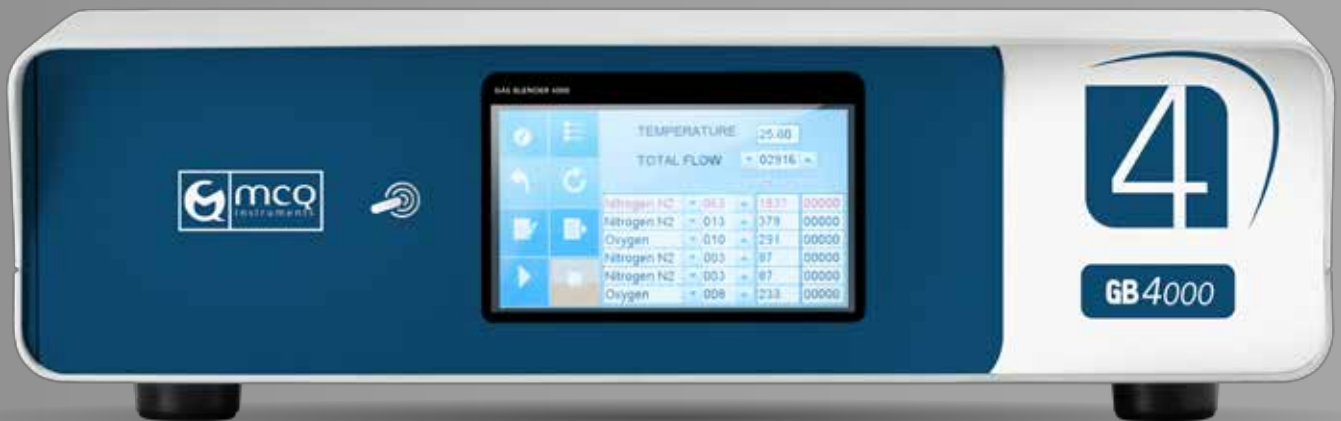 GAS BLENDER 4000
TEMPERATURE 25.00
TOTAL FLOW 02916
Nitrogen N2 063 1837 00000
Nitrogen N2 013 379 00000
Oxygen 010 291 00000
Nitrogen N2 003 87 00000
Nitrogen N2 003 87 00000
Oxygen 008 233 00000
mcq
instruments
4
GB4000